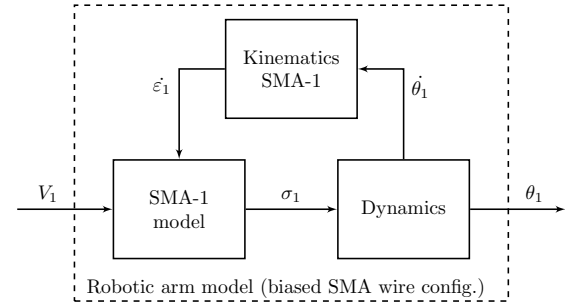 Kinematics
SMA-1
ε̇₁
θ̇₁
V₁
SMA-1
model
σ₁
Dynamics
θ₁
Robotic arm model (biased SMA wire config.)